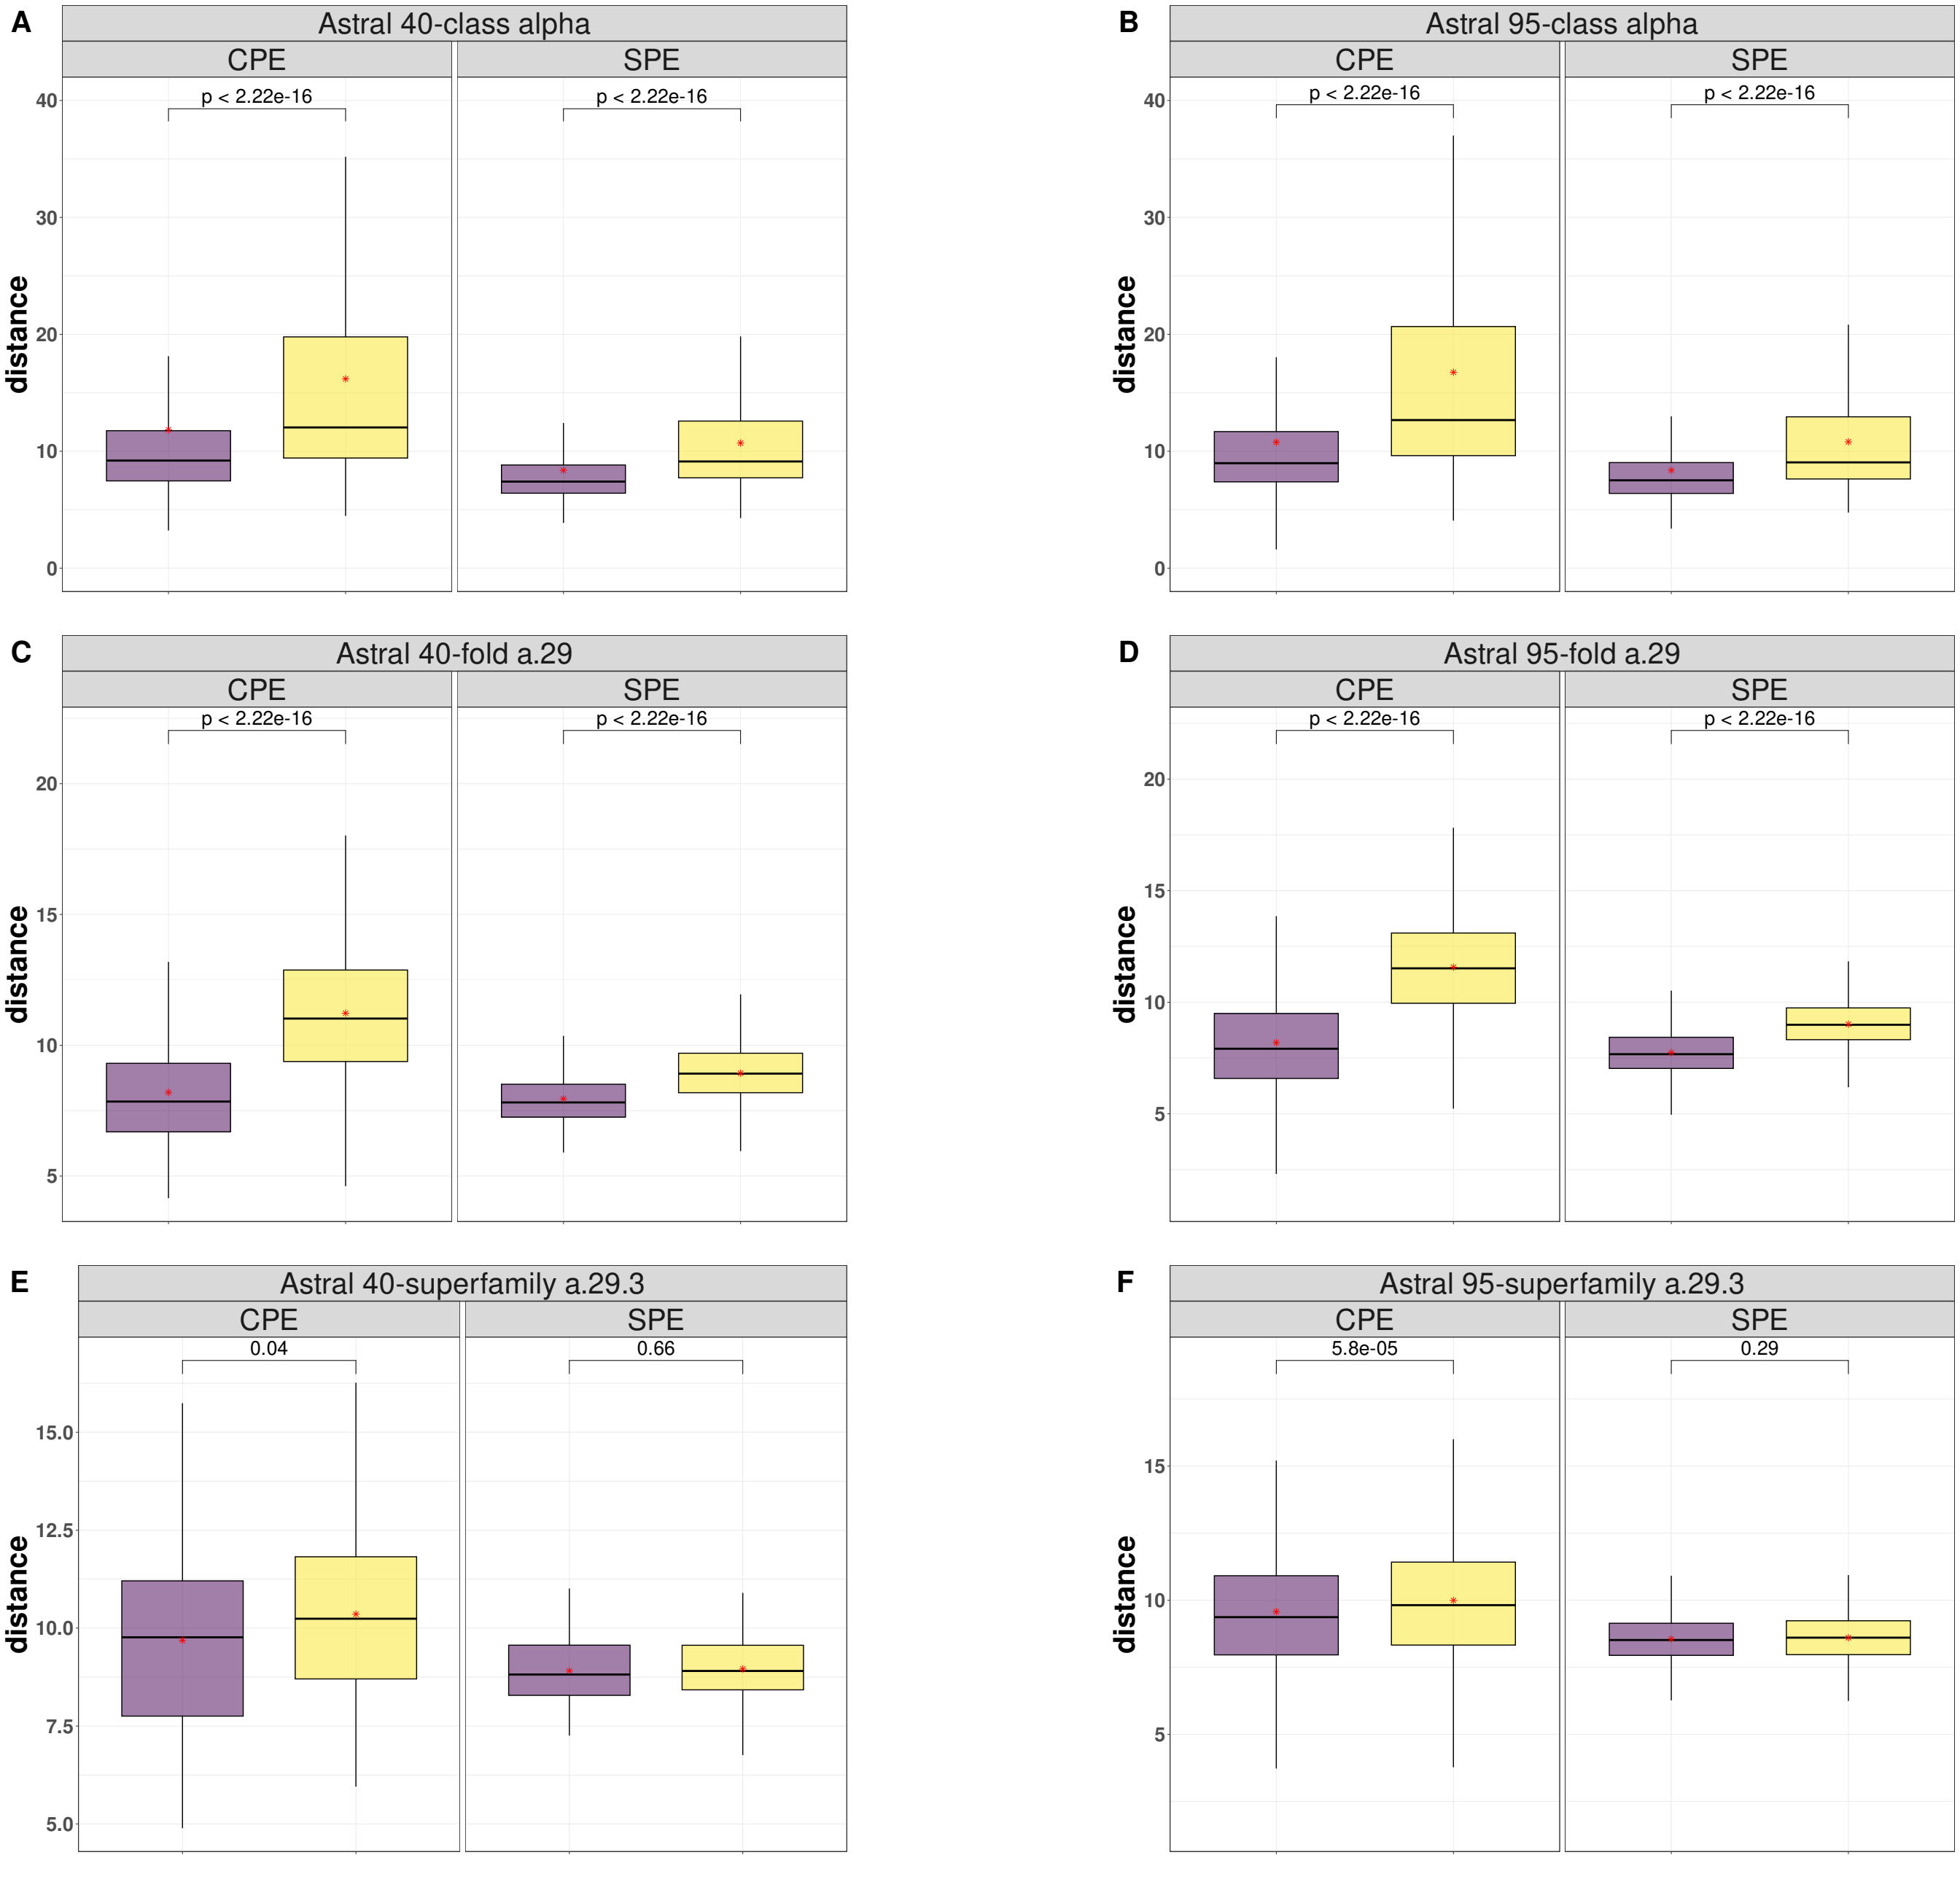 A
Astral 40-class alpha
CPE
SPE
p < 2.22e-16
p < 2.22e-16
distance
40
30
20
10
0
B
Astral 95-class alpha
CPE
SPE
p < 2.22e-16
p < 2.22e-16
distance
40
30
20
10
0
C
Astral 40-fold a.29
CPE
SPE
p < 2.22e-16
p < 2.22e-16
distance
20
15
10
5
D
Astral 95-fold a.29
CPE
SPE
p < 2.22e-16
p < 2.22e-16
distance
20
15
10
5
E
Astral 40-superfamily a.29.3
CPE
SPE
0.04
0.66
distance
15.0
12.5
10.0
7.5
5.0
F
Astral 95-superfamily a.29.3
CPE
SPE
5.8e-05
0.29
distance
15
10
5